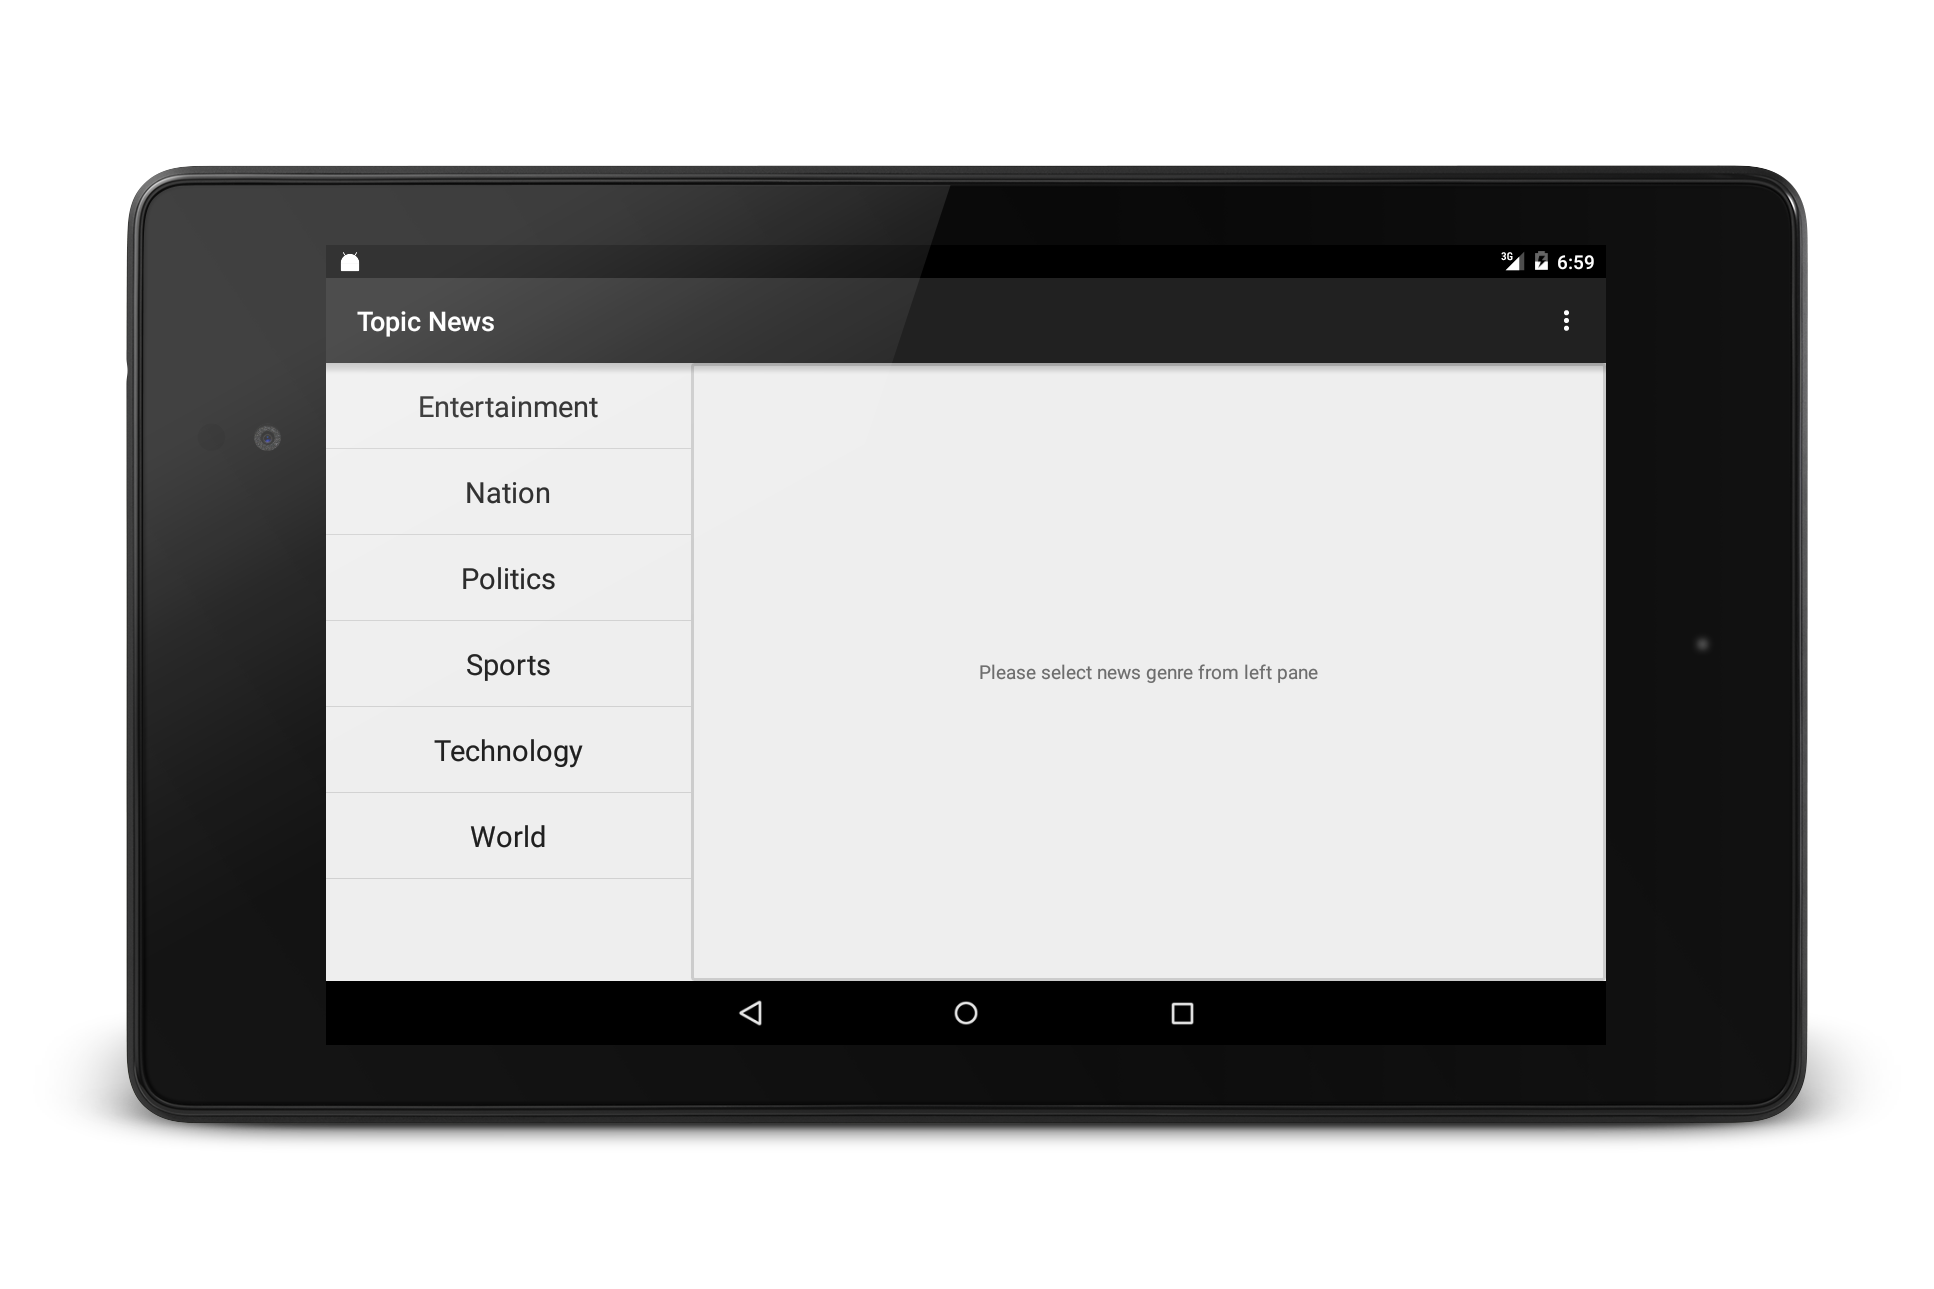 3G 6:59
Topic News
Entertainment
Nation
Politics
Sports
Technology
World
Please select news genre from left pane